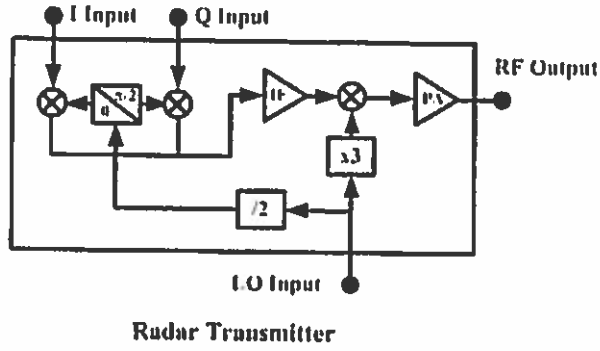 I Input
Q Input
RF Output
0 π/2
IF
PA
x3
/2
LO Input
Radar Transmitter